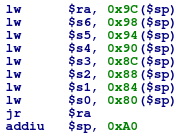 lw $ra, 0x9C($sp)
lw $s6, 0x98($sp)
lw $s5, 0x94($sp)
lw $s4, 0x90($sp)
lw $s3, 0x8C($sp)
lw $s2, 0x88($sp)
lw $s1, 0x84($sp)
lw $s0, 0x80($sp)
jr $ra
addiu $sp, 0xA0